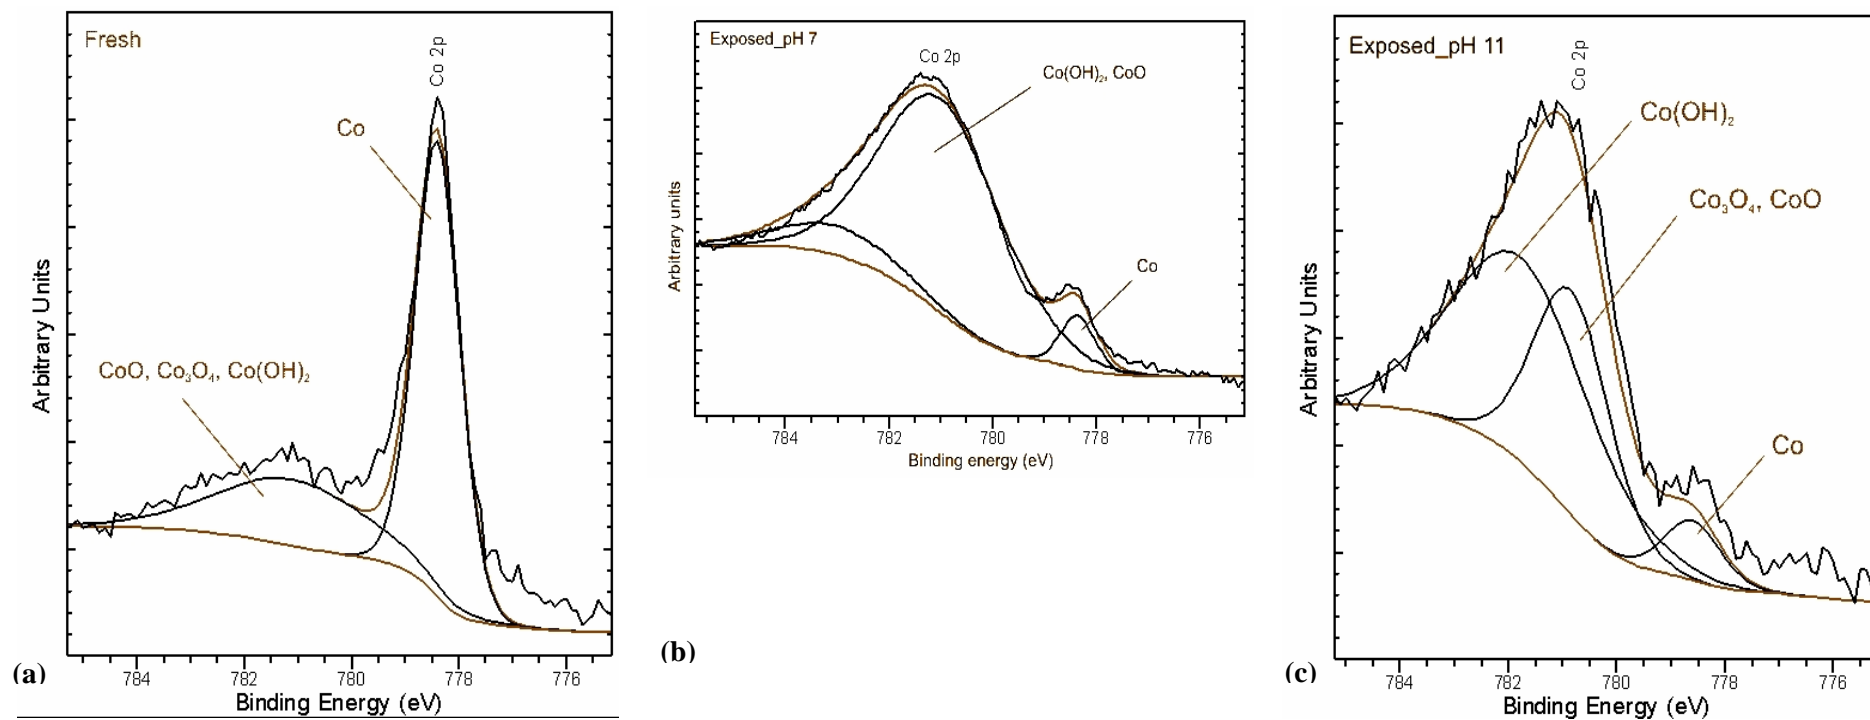 Fresh
Co 2p
Co
CoO, Co₃O₄, Co(OH)₂
Arbitrary Units
784 782 780 778 776
Binding Energy (eV)
(a)
Exposed_pH 7
Co 2p
Co(OH)₂, CoO
Co
Arbitrary units
784 782 780 778 776
Binding energy (eV)
(b)
Exposed_pH 11
Co 2p
Co(OH)₂
Co₃O₄, CoO
Co
Arbitrary Units
784 782 780 778 776
Binding Energy (eV)
(c)